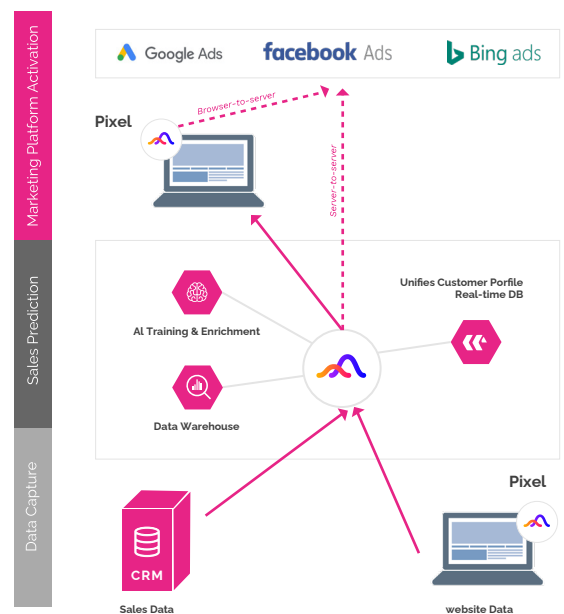 Marketing Platform Activation
Google Ads
facebook Ads
Bing ads
Browser-to-server
Pixel
Server-to-server
Sales Prediction
Unifies Customer Porfile
Real-time DB
AI Training & Enrichment
Data Warehouse
Data Capture
Pixel
CRM
Sales Data
website Data